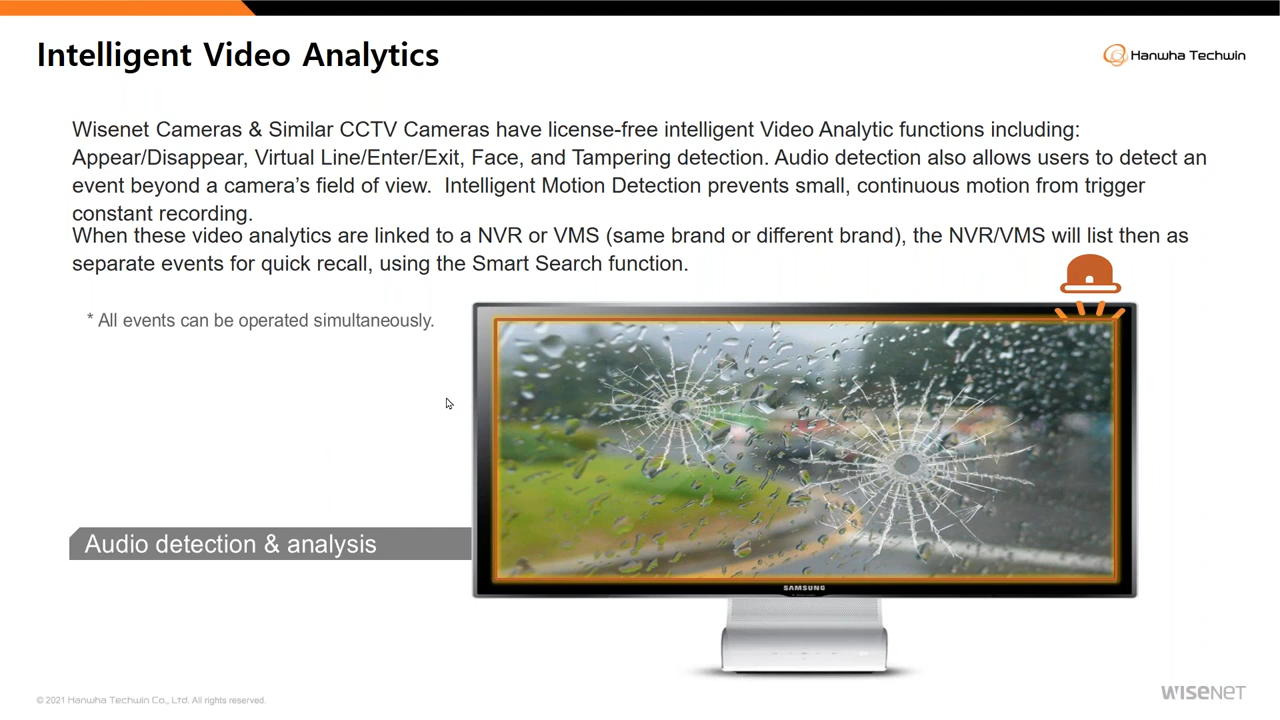 Intelligent Video Analytics
Hanwha Techwin
Wisenet Cameras & Similar CCTV Cameras have license-free intelligent Video Analytic functions including:
Appear/Disappear, Virtual Line/Enter/Exit, Face, and Tampering detection. Audio detection also allows users to detect an
event beyond a camera’s field of view.  Intelligent Motion Detection prevents small, continuous motion from trigger
constant recording.
When these video analytics are linked to a NVR or VMS (same brand or different brand), the NVR/VMS will list then as
separate events for quick recall, using the Smart Search function.
* All events can be operated simultaneously.
Audio detection & analysis
SAMSUNG
© 2021 Hanwha Techwin Co., Ltd. All rights reserved.
WISENET